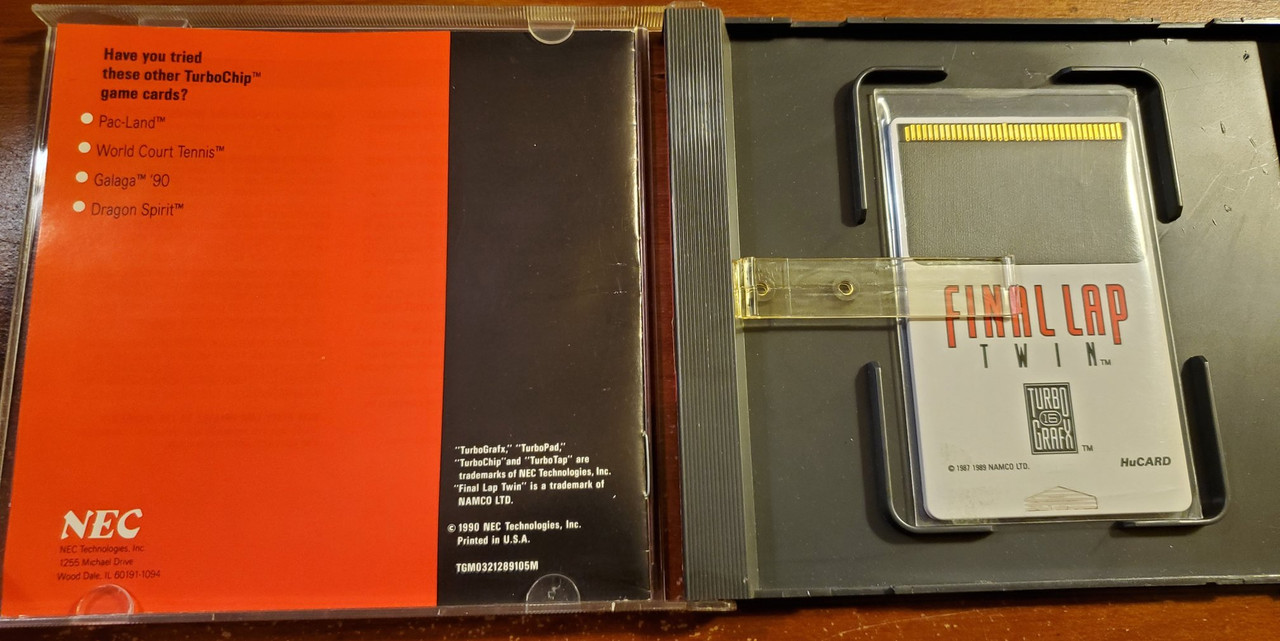 Have you tried
these other TurboChip™
game cards?
Pac-Land™
World Court Tennis™
Galaga™ '90
Dragon Spirit™
NEC
NEC Technologies, Inc.
1255 Michael Drive
Wood Dale, IL 60191-1094
"TurboGrafx," "TurboPad,"
"TurboChip" and "TurboTap" are
trademarks of NEC Technologies, Inc.
"Final Lap Twin" is a trademark of
NAMCO LTD.
© 1990 NEC Technologies, Inc.
Printed in U.S.A.
TGM0321289105M
FINAL LAP
TWIN™
TURBO
16
GRAFX™
© 1987 1989 NAMCO LTD.
HuCARD